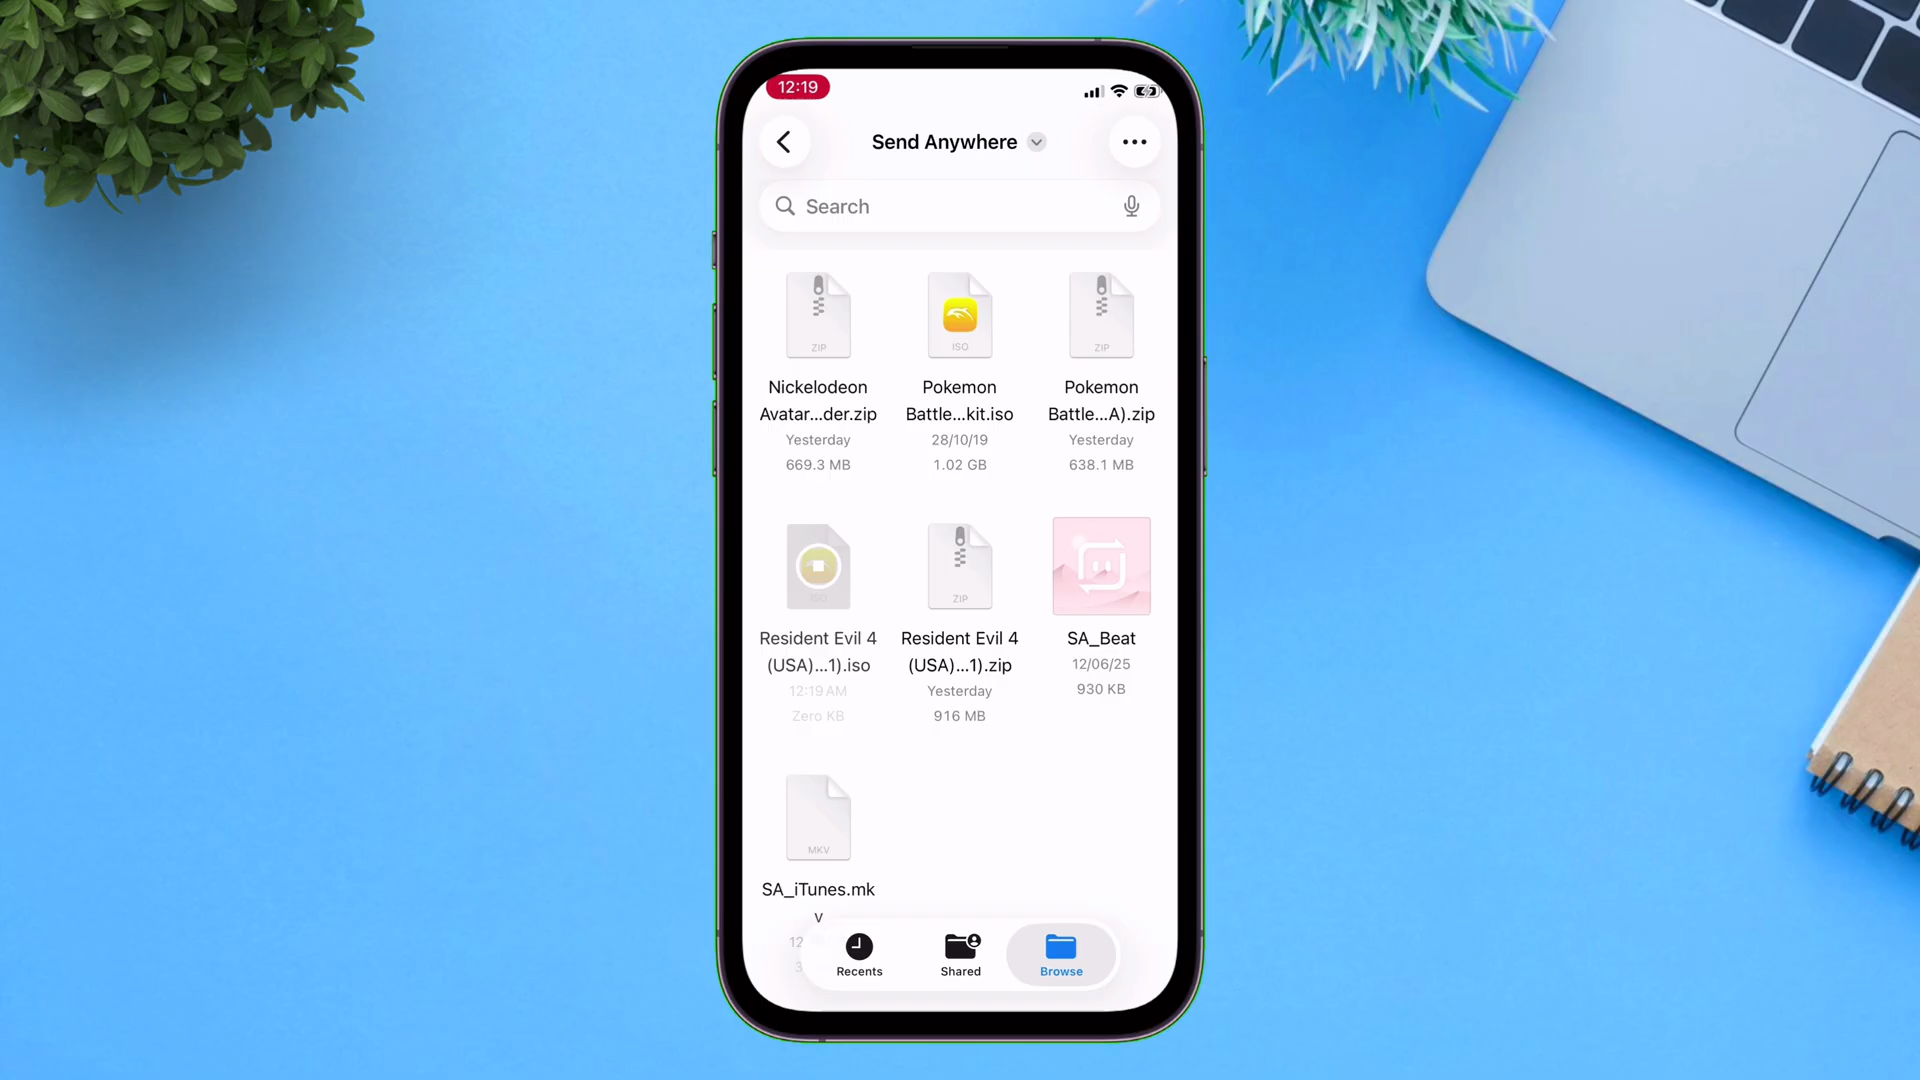 12:19
Send Anywhere
Search
ZIP
ISO
ZIP
Nickelodeon
Avatar...der.zip
Yesterday
669.3 MB
Pokemon
Battle...kit.iso
28/10/19
1.02 GB
Pokemon
Battle...A).zip
Yesterday
638.1 MB
ISO
ZIP
Resident Evil 4
(USA)...1).iso
12:19 AM
Zero KB
Resident Evil 4
(USA)...1).zip
Yesterday
916 MB
SA_Beat
12/06/25
930 KB
MKV
SA_iTunes.mk
v
12
3
Recents
Shared
Browse